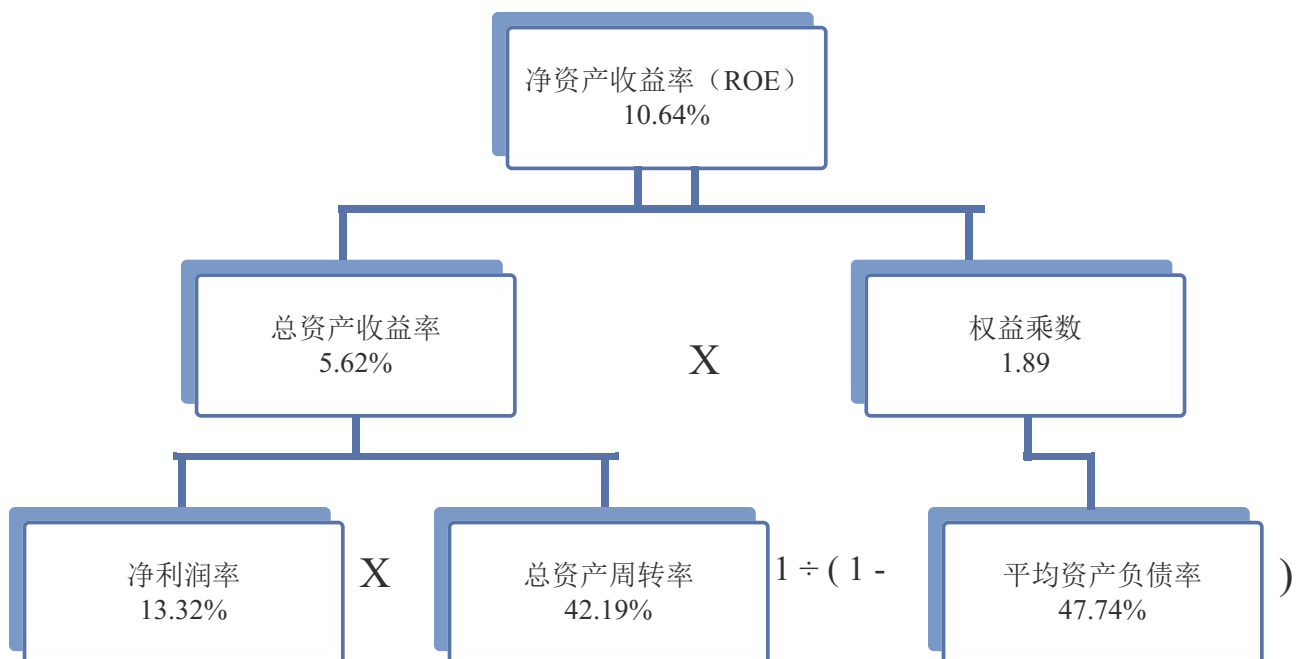 净资产收益率（ROE）
10.64%
总资产收益率
5.62%
X
权益乘数
1.89
净利润率
13.32%
X
总资产周转率
42.19%
1 ÷ ( 1 -
平均资产负债率
47.74%
)